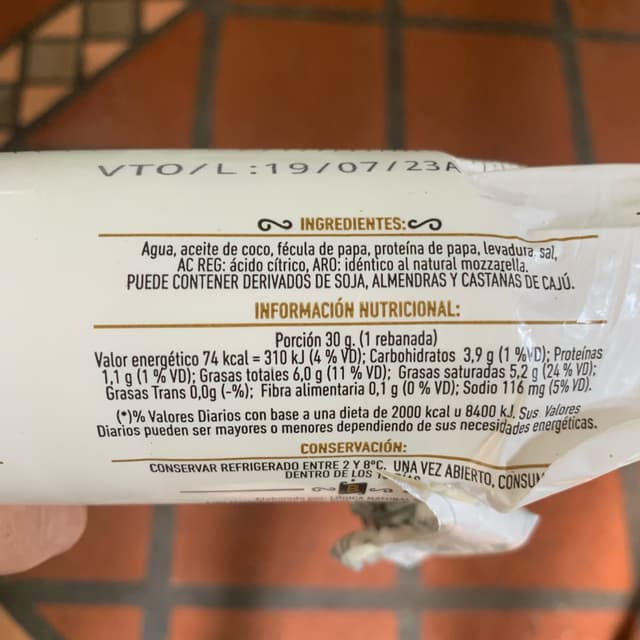 VTO/L:19/07/23A
INGREDIENTES:
Agua, aceite de coco, fécula de papa, proteína de papa, levadura, sal,
AC REG: ácido cítrico, ARO: idéntico al natural mozzarella.
PUEDE CONTENER DERIVADOS DE SOJA, ALMENDRAS Y CASTAÑAS DE CAJÚ.
INFORMACIÓN NUTRICIONAL:
Porción 30 g. (1 rebanada)
Valor energético 74 kcal = 310 kJ (4 % VD); Carbohidratos 3,9 g (1 %VD); Proteínas
1,1 g (1 % VD); Grasas totales 6,0 g (11 % VD); Grasas saturadas 5,2 g (24 % VD);
Grasas Trans 0,0g (-%); Fibra alimentaria 0,1 g (0 % VD); Sodio 116 mg (5% VD).
(*)% Valores Diarios con base a una dieta de 2000 kcal u 8400 kJ. Sus Valores
Diarios pueden ser mayores o menores dependiendo de sus necesidades energéticas.
CONSERVACIÓN:
CONSERVAR REFRIGERADO ENTRE 2 Y 8ºC. UNA VEZ ABIERTO,
DENTRO DE LOS